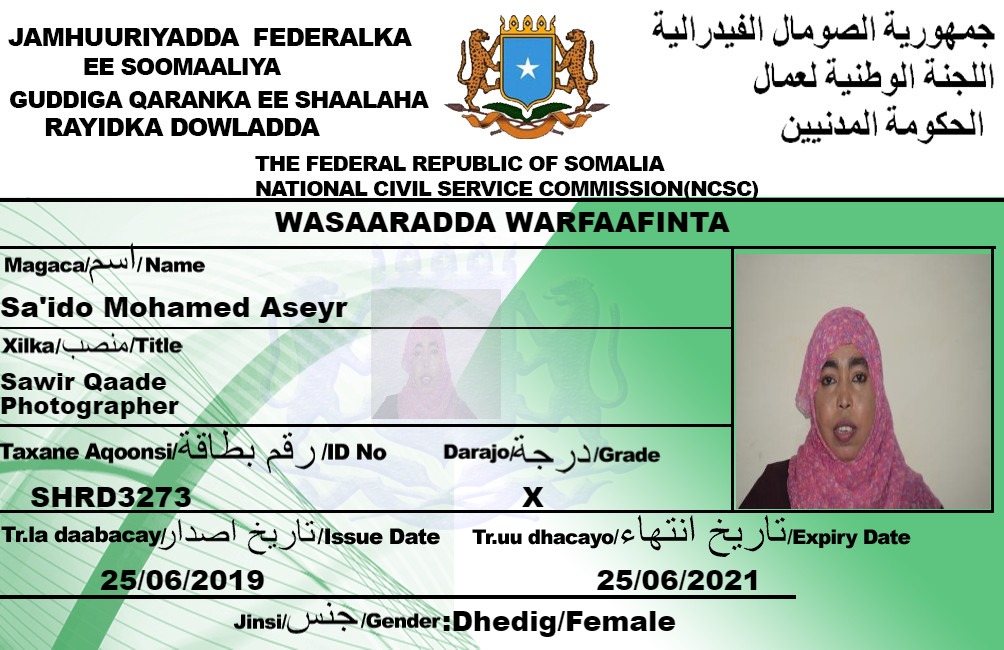 JAMHUURIYADDA FEDERALKA
EE SOOMAALIYA
GUDDIGA QARANKA EE SHAALAHA
RAYIDKA DOWLADDA
جمهورية الصومال الفيدرالية
اللجنة الوطنية لعمال
الحكومة المدنيين
THE FEDERAL REPUBLIC OF SOMALIA
NATIONAL CIVIL SERVICE COMMISSION(NCSC)
WASAARADDA WARFAAFINTA
Magaca/اسم/Name
Sa'ido Mohamed Aseyr
Xilka/منصب/Title
Sawir Qaade
Photographer
Taxane Aqoonsi/رقم بطاقة/ID No
Darajo/درجة/Grade
SHRD3273
X
Tr.la daabacay/تاريخ اصدار/Issue Date
Tr.uu dhacayo/تاريخ انتهاء/Expiry Date
25/06/2019
25/06/2021
Jinsi/جنس/Gender:Dhedig/Female